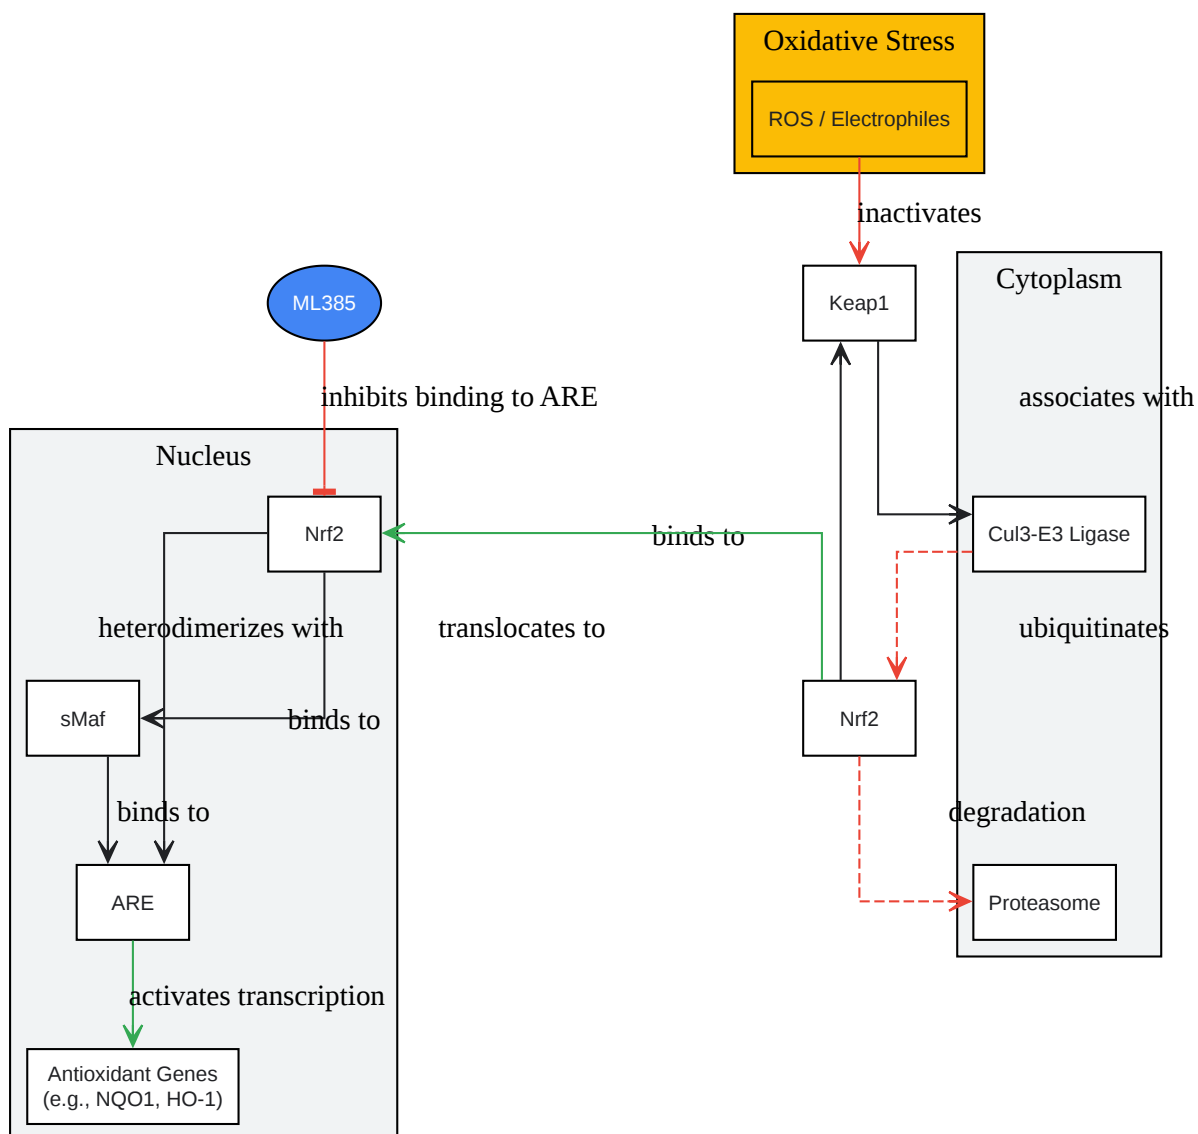 Oxidative Stress
ROS / Electrophiles
inactivates
Cytoplasm
ML385
Keap1
inhibits binding to ARE
associates with
Nucleus
Nrf2
binds to
Cul3-E3 Ligase
heterodimerizes with
translocates to
ubiquitinates
sMaf
binds to
Nrf2
binds to
degradation
ARE
Proteasome
activates transcription
Antioxidant Genes
(e.g., NQO1, HO-1)